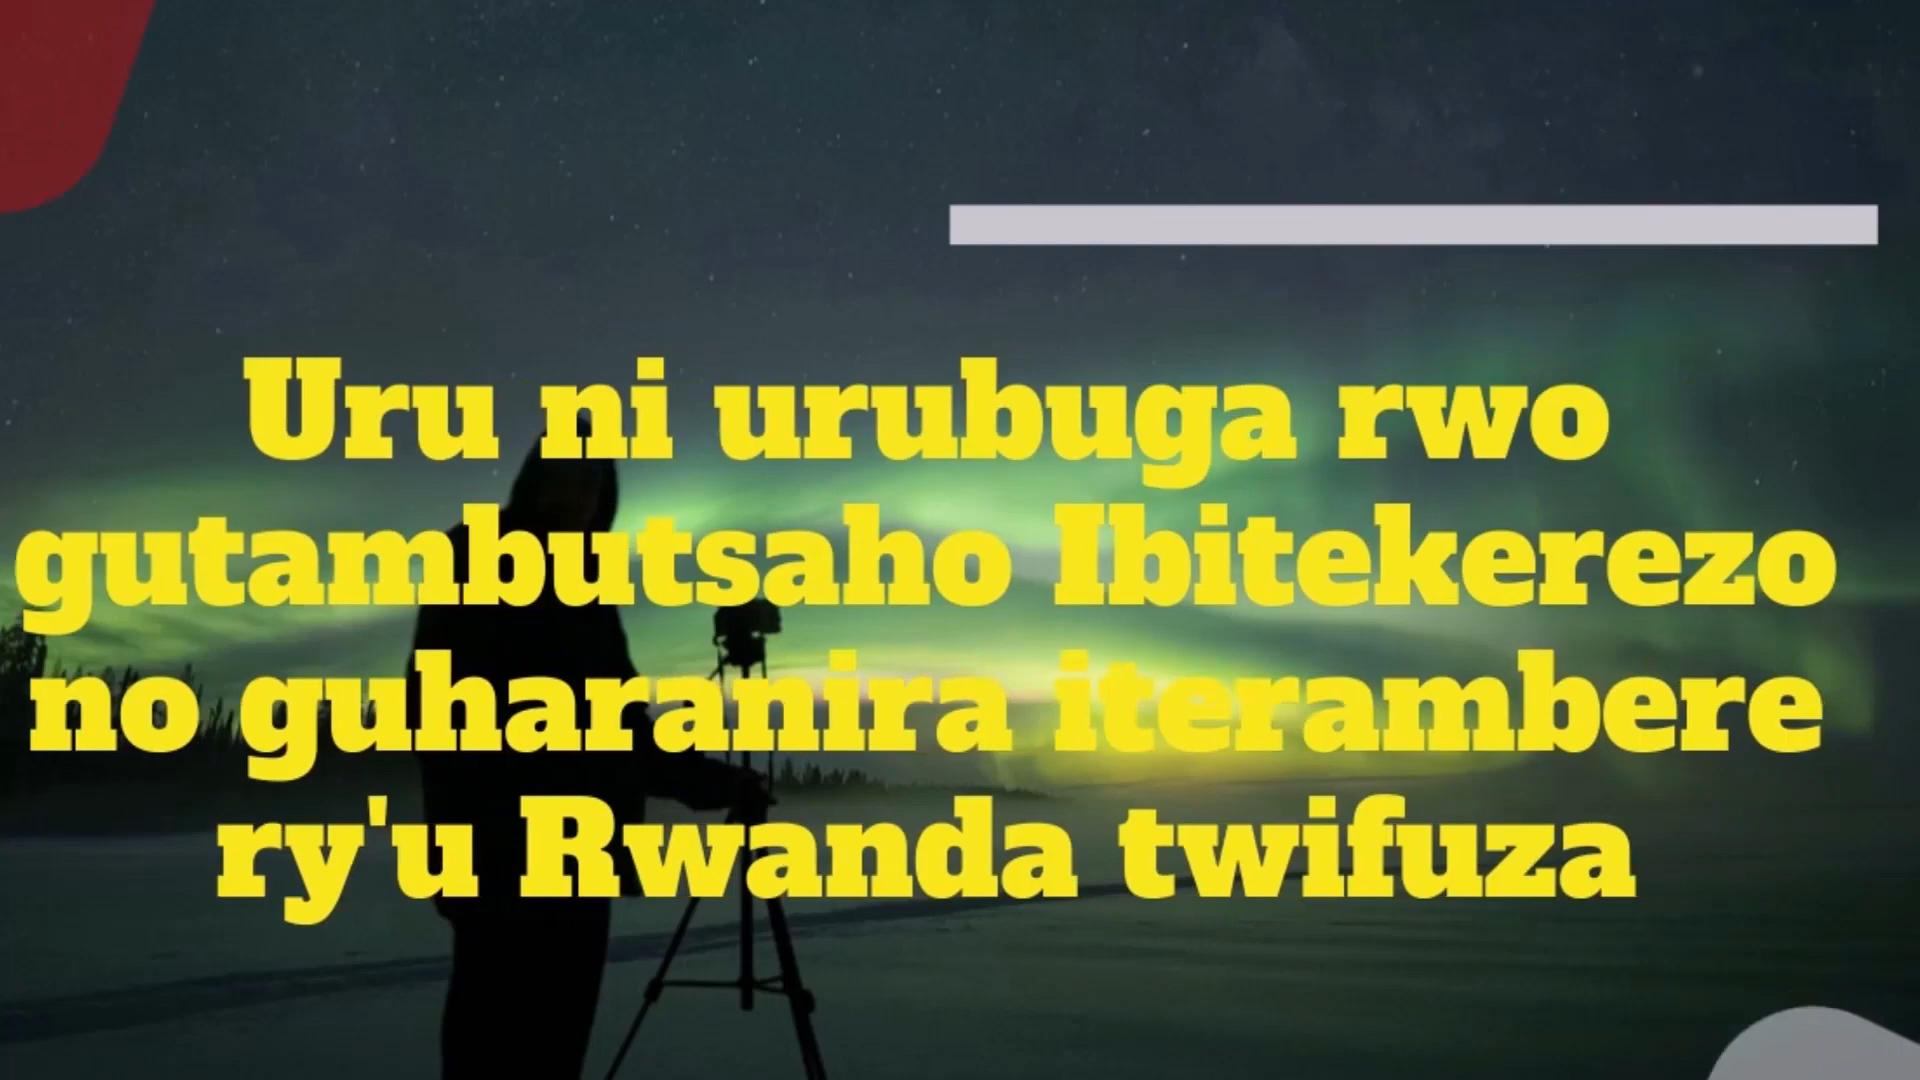 Uru ni urubuga rwo
gutambutsaho Ibitekerezo
no guharanira iterambere
ry'u Rwanda twifuza